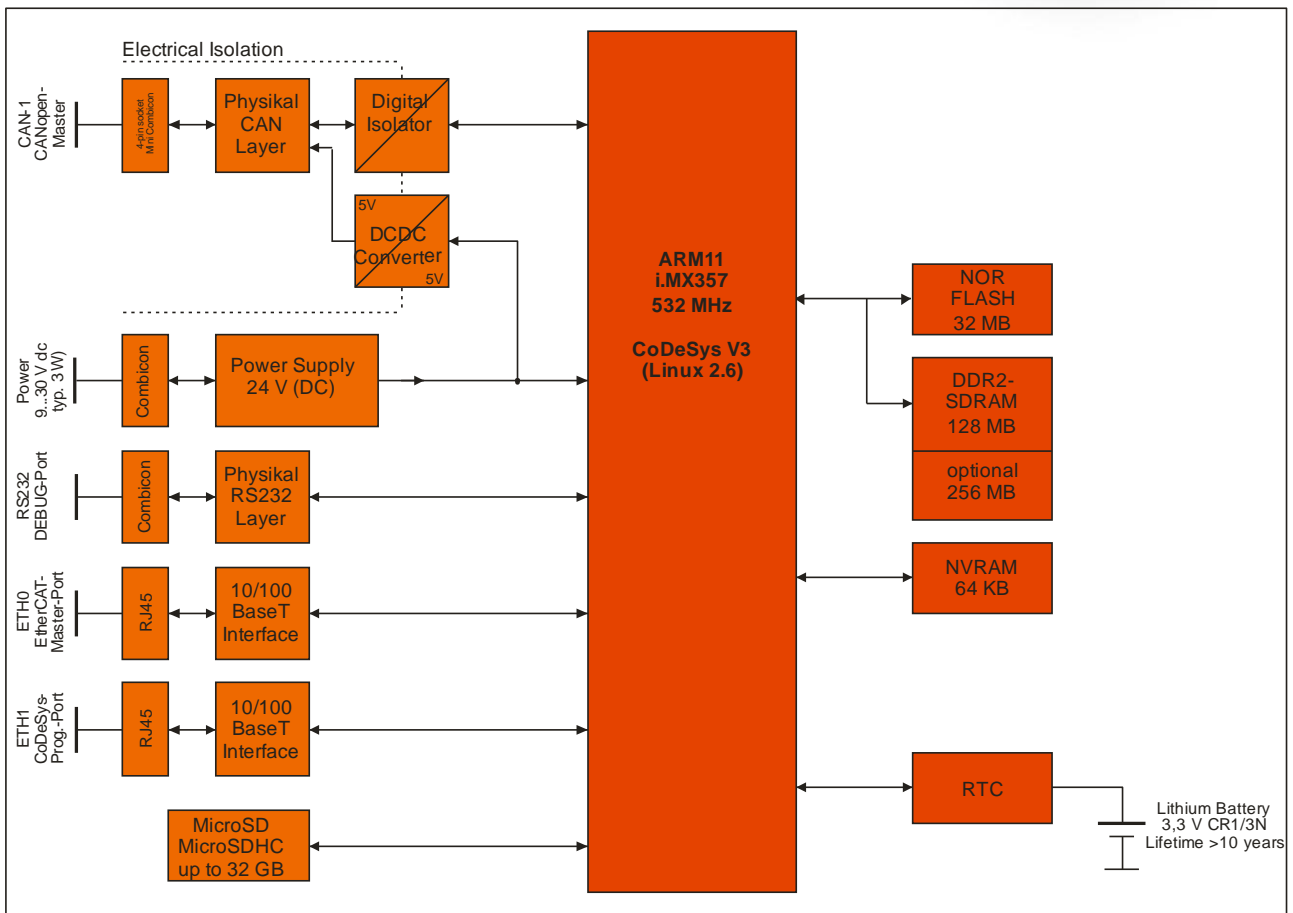 Electrical Isolation
CAN-1
CANopen-
Master
4-pin socket
Mini Combicon
Physikal
CAN
Layer
Digital
Isolator
5V
DCDC
Converter
5V
Power
9...30 V dc
typ. 3W)
Combicon
Power Supply
24 V (DC)
RS232
DEBUG-Port
Combicon
Physikal
RS232
Layer
ETH0
EtherCAT-
Master-Port
RJ45
10/100
BaseT
Interface
ETH1
CoDeSys-
Prog.-Port
RJ45
10/100
BaseT
Interface
MicroSD
MicroSDHC
up to 32 GB
ARM11
i.MX357
532 MHz
CoDeSys V3
(Linux 2.6)
NOR
FLASH
32 MB
DDR2-
SDRAM
128 MB
optional
256 MB
NVRAM
64 KB
RTC
Lithium Battery
3,3 V CR1/3N
Lifetime >10 years